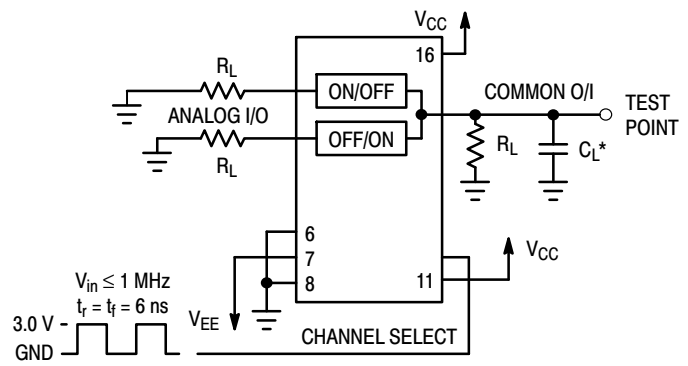 V_CC
16
R_L
ON/OFF
COMMON O/I
TEST
POINT
ANALOG I/O
OFF/ON
R_L
R_L
C_L*
6
7
8
11
V_CC
V_in ≤ 1 MHz
t_r = t_f = 6 ns
V_EE
3.0 V
GND
CHANNEL SELECT